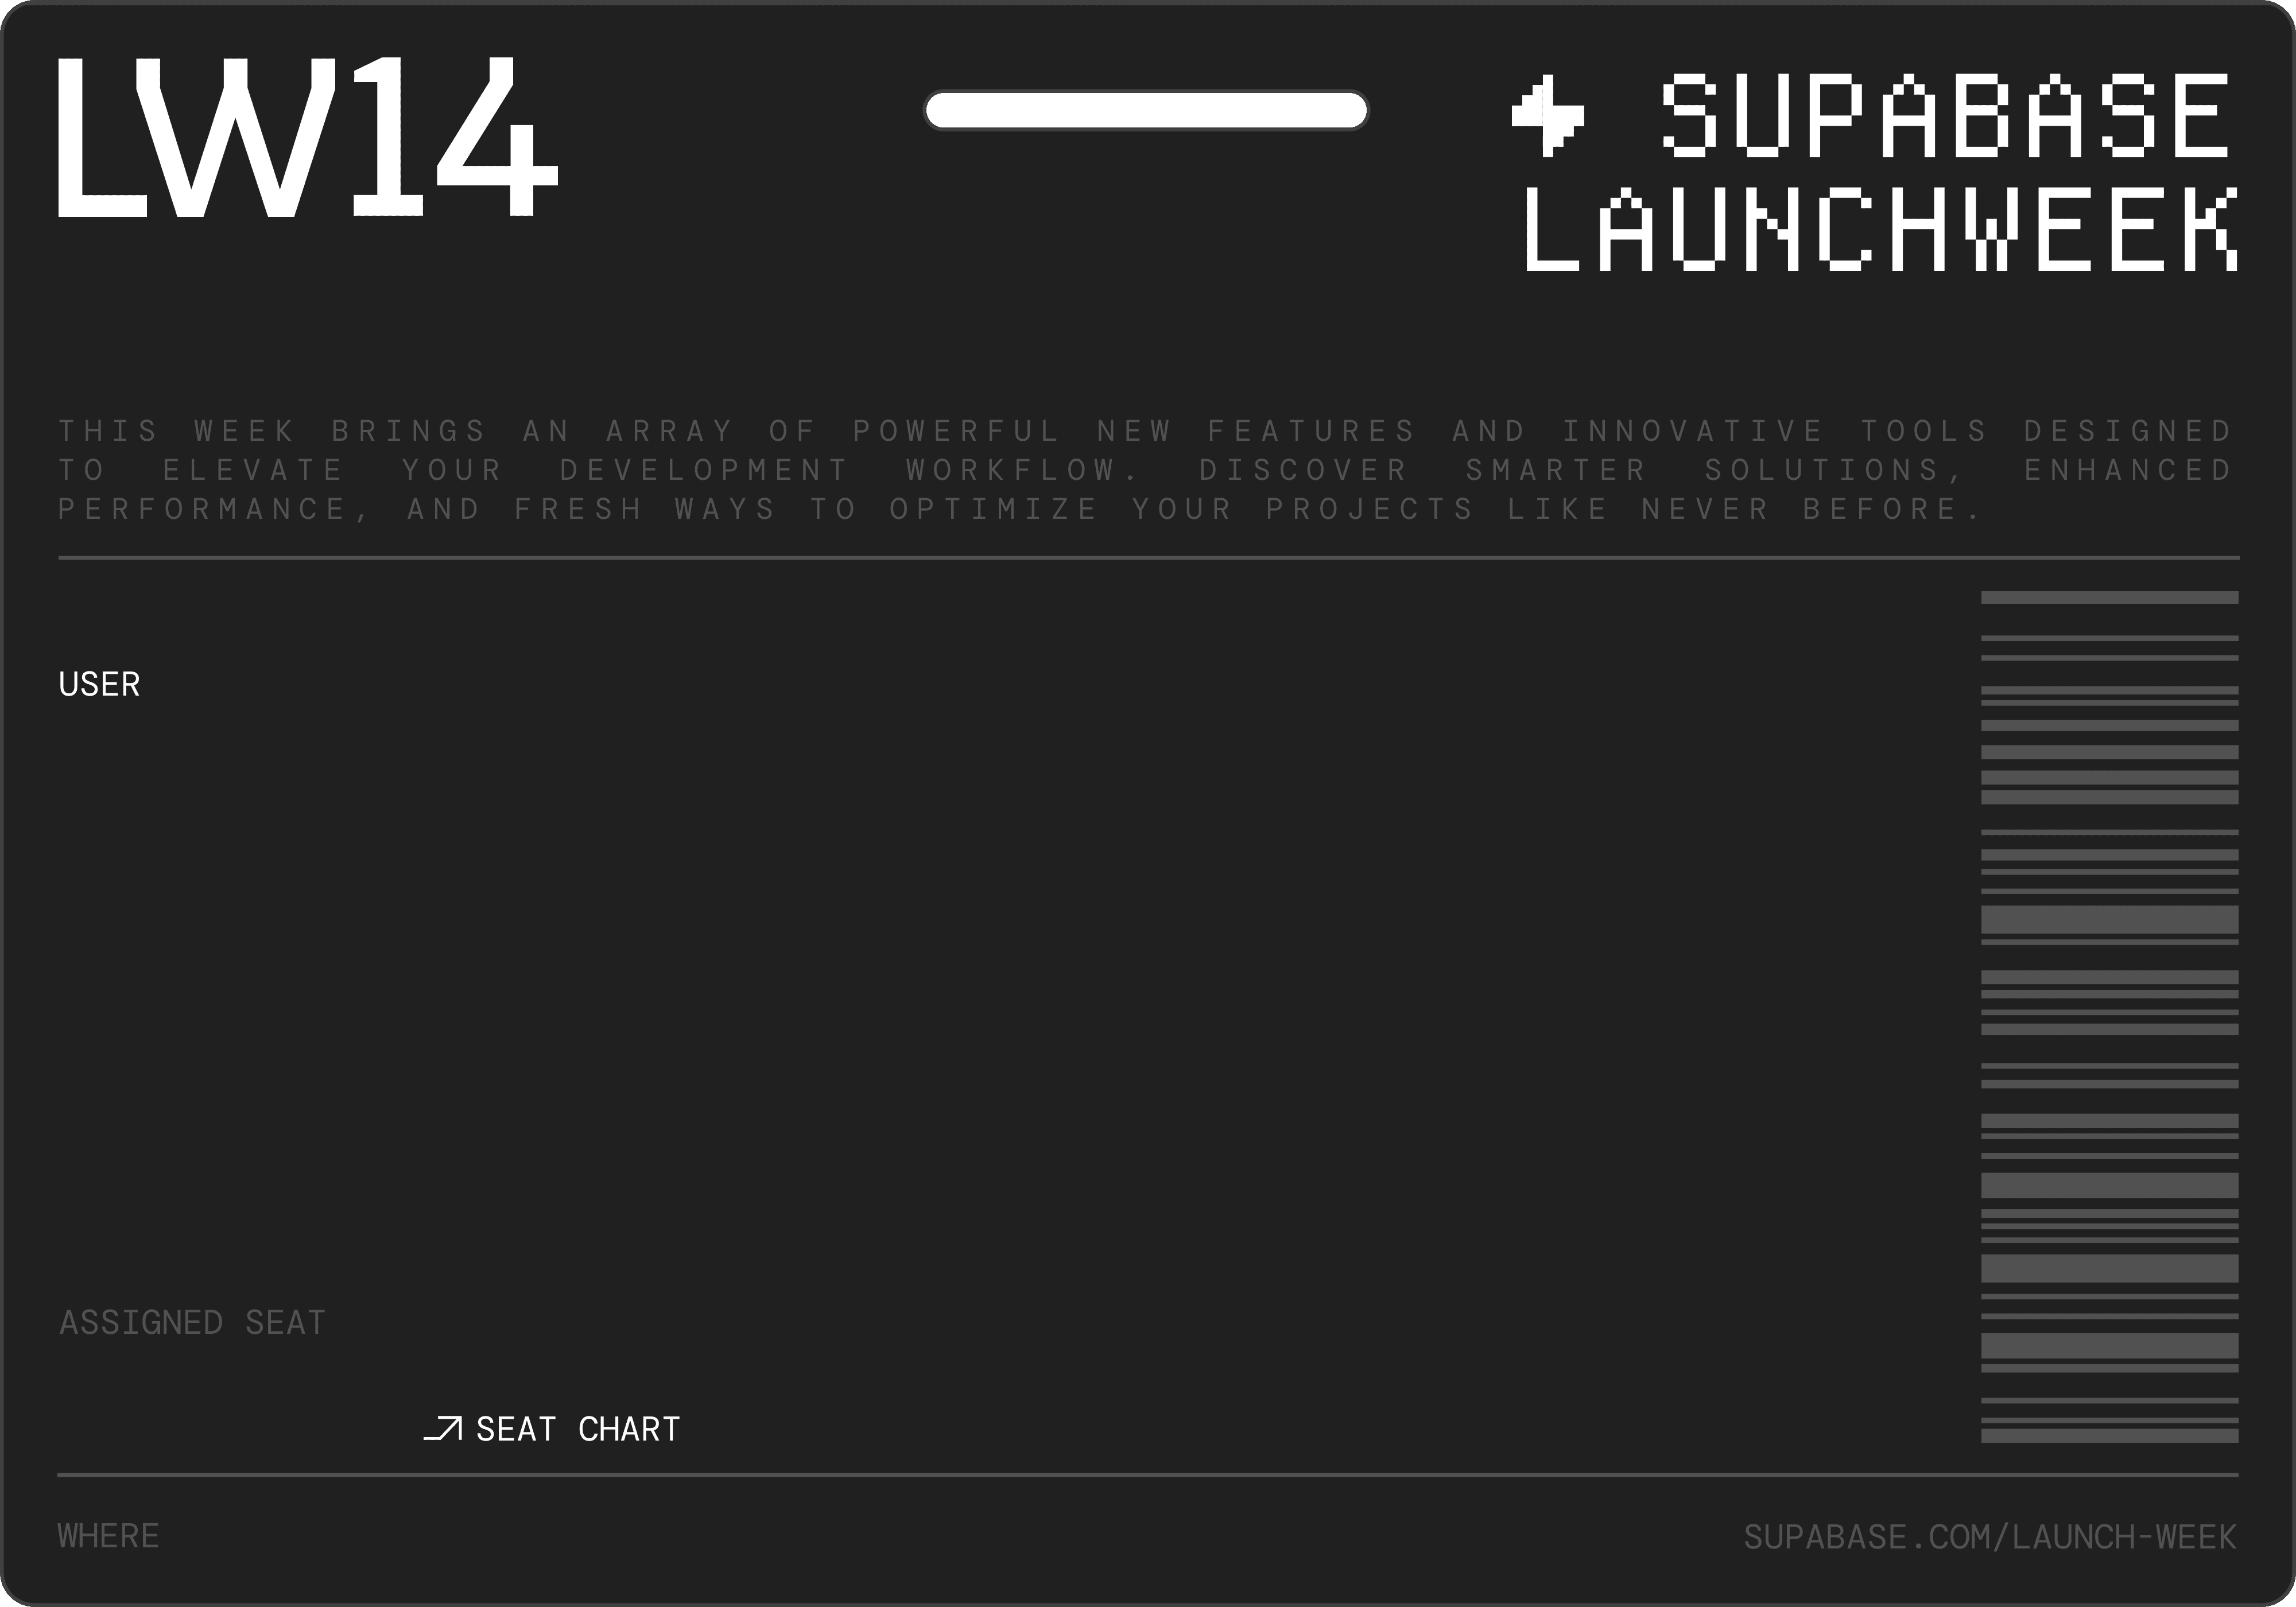 LW14
SUPABASE
LAUNCHWEEK
THIS WEEK BRINGS AN ARRAY OF POWERFUL NEW FEATURES AND INNOVATIVE TOOLS DESIGNED
TO ELEVATE YOUR DEVELOPMENT WORKFLOW. DISCOVER SMARTER SOLUTIONS, ENHANCED
PERFORMANCE, AND FRESH WAYS TO OPTIMIZE YOUR PROJECTS LIKE NEVER BEFORE.
USER
ASSIGNED SEAT
SEAT CHART
WHERE
SUPABASE.COM/LAUNCH-WEEK